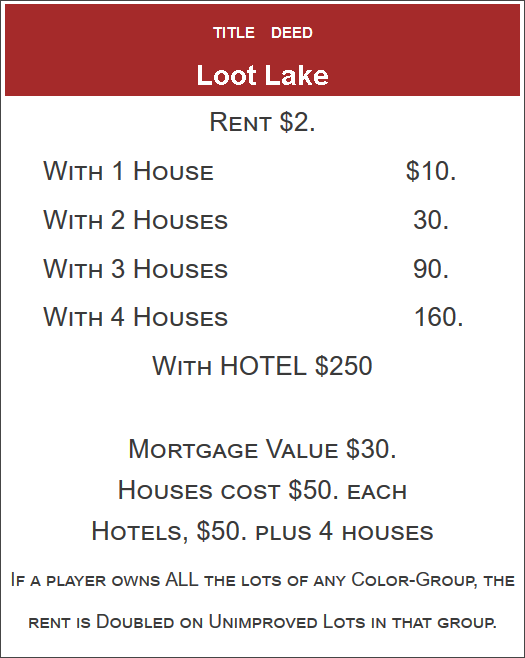 TITLE DEED
Loot Lake
Rent $2.
With 1 House $10.
With 2 Houses 30.
With 3 Houses 90.
With 4 Houses 160.
With HOTEL $250
Mortgage Value $30.
Houses cost $50. each
Hotels, $50. plus 4 houses
If a player owns ALL the lots of any Color-Group, the
rent is Doubled on Unimproved Lots in that group.